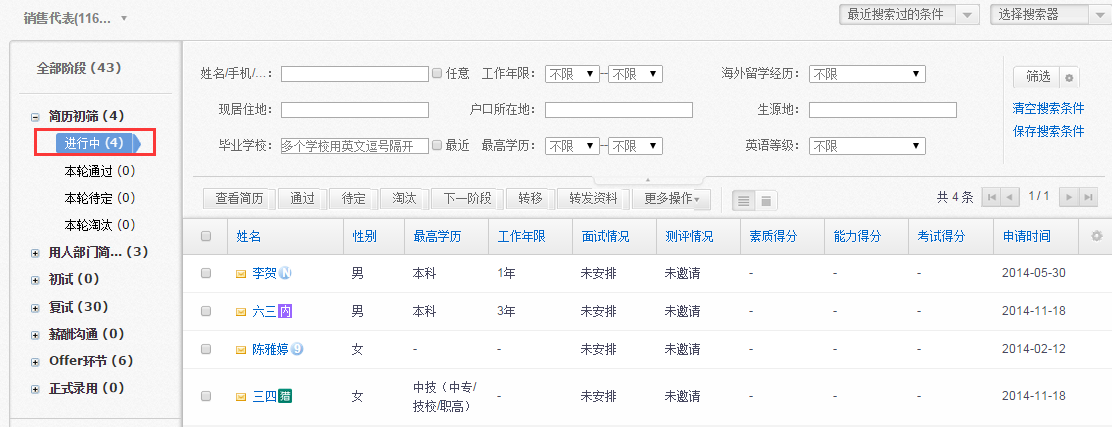 销售代表(116...
最近搜索过的条件
选择搜索器
全部阶段 (43)
简历初筛 (4)
进行中 (4)
本轮通过 (0)
本轮待定 (0)
本轮淘汰 (0)
用人部门简... (3)
初试 (0)
复试 (30)
薪酬沟通 (0)
Offer环节 (6)
正式录用 (0)
姓名/手机/...： 任意 工作年限： 不限 -- 不限 海外留学经历： 不限
现居住地： 户口所在地： 生源地：
毕业学校： 多个学校用英文逗号隔开 最近 最高学历： 不限 -- 不限 英语等级： 不限
筛选
清空搜索条件
保存搜索条件
查看简历 通过 待定 淘汰 下一阶段 转移 转发资料 更多操作 共 4 条 1 / 1
姓名 性别 最高学历 工作年限 面试情况 测评情况 素质得分 能力得分 考试得分 申请时间
李贺 N 男 本科 1年 未安排 未邀请 - - - 2014-05-30
六三 内 男 本科 3年 未安排 未邀请 - - - 2014-11-18
陈雅婷 9 女 - - 未安排 未邀请 - - - 2014-02-12
三四 猎 女 中技（中专/技校/职高） - 未安排 未邀请 - - - 2014-11-18